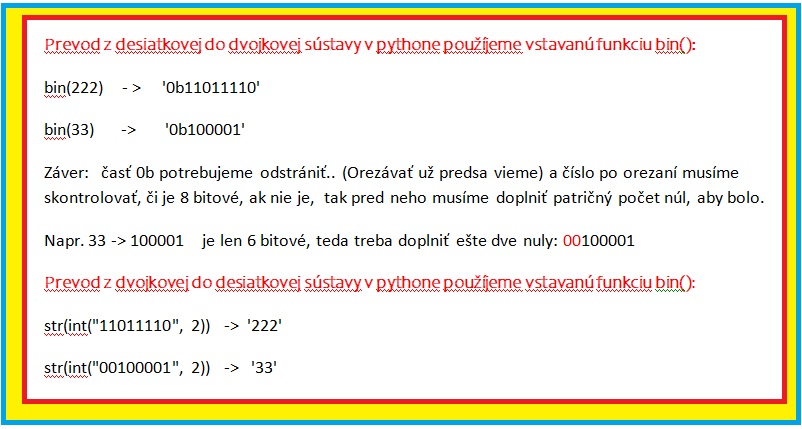 Prevod z desiatkovej do dvojkovej sústavy v pythone použíjeme vstavanú funkciu bin():
bin(222) - > '0b11011110'
bin(33) -> '0b100001'
Záver: časť 0b potrebujeme odstrániť.. (Orezávať už predsa vieme) a číslo po orezaní musíme
skontrolovať, či je 8 bitové, ak nie je, tak pred neho musíme doplniť patričný počet núl, aby bolo.
Napr. 33 -> 100001 je len 6 bitové, teda treba doplniť ešte dve nuly: 00100001
Prevod z dvojkovej do desiatkovej sústavy v pythone použíjeme vstavanú funkciu bin():
str(int("11011110", 2)) -> '222'
str(int("00100001", 2)) -> '33'